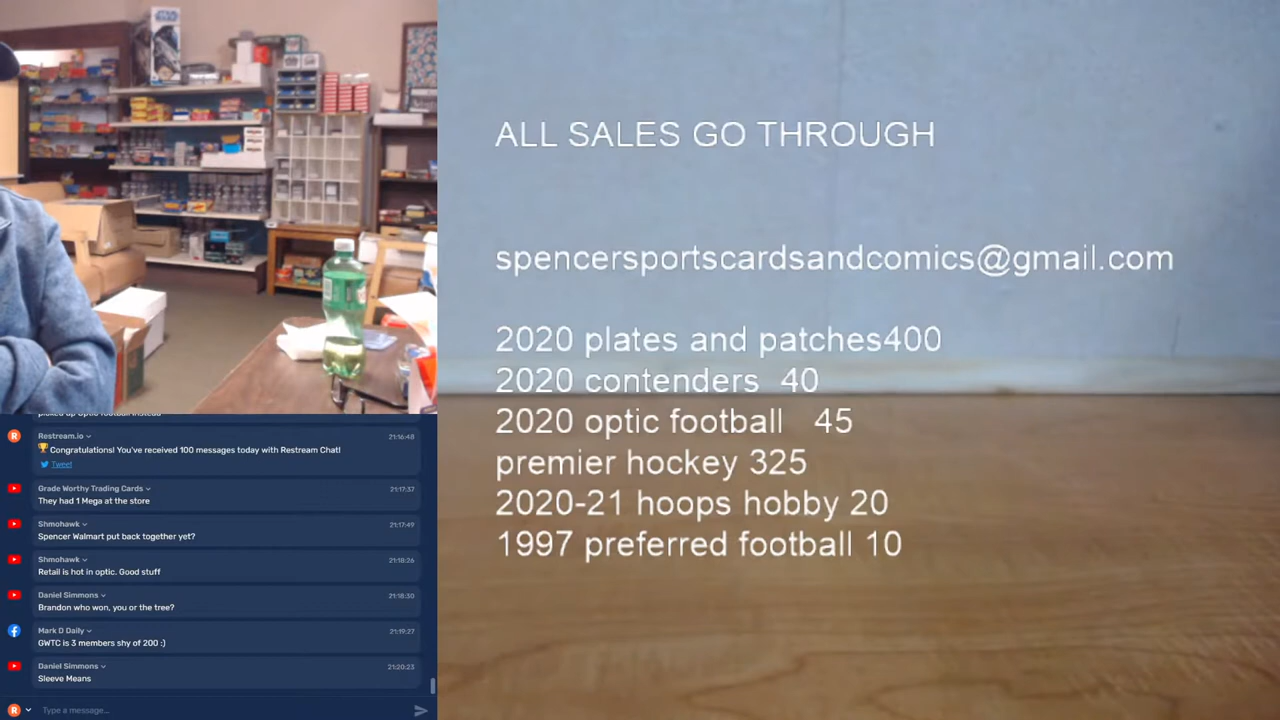 ALL SALES GO THROUGH
spencersportscardsandcomics@gmail.com
2020 plates and patches400
2020 contenders 40
2020 optic football 45
premier hockey 325
2020-21 hoops hobby 20
1997 preferred football 10
picked up Optic football instead
Restream.io
21:16:48
Congratulations! You've received 100 messages today with Restream Chat!
Tweet
Grade Worthy Trading Cards
21:17:37
They had 1 Mega at the store
Shmohawk
21:17:49
Spencer Walmart put back together yet?
Shmohawk
21:18:26
Retail is hot in optic. Good stuff
Daniel Simmons
21:18:30
Brandon who won, you or the tree?
Mark D Daily
21:19:27
GWTC is 3 members shy of 200 :)
Daniel Simmons
21:20:23
Sleeve Means
R
Type a message...